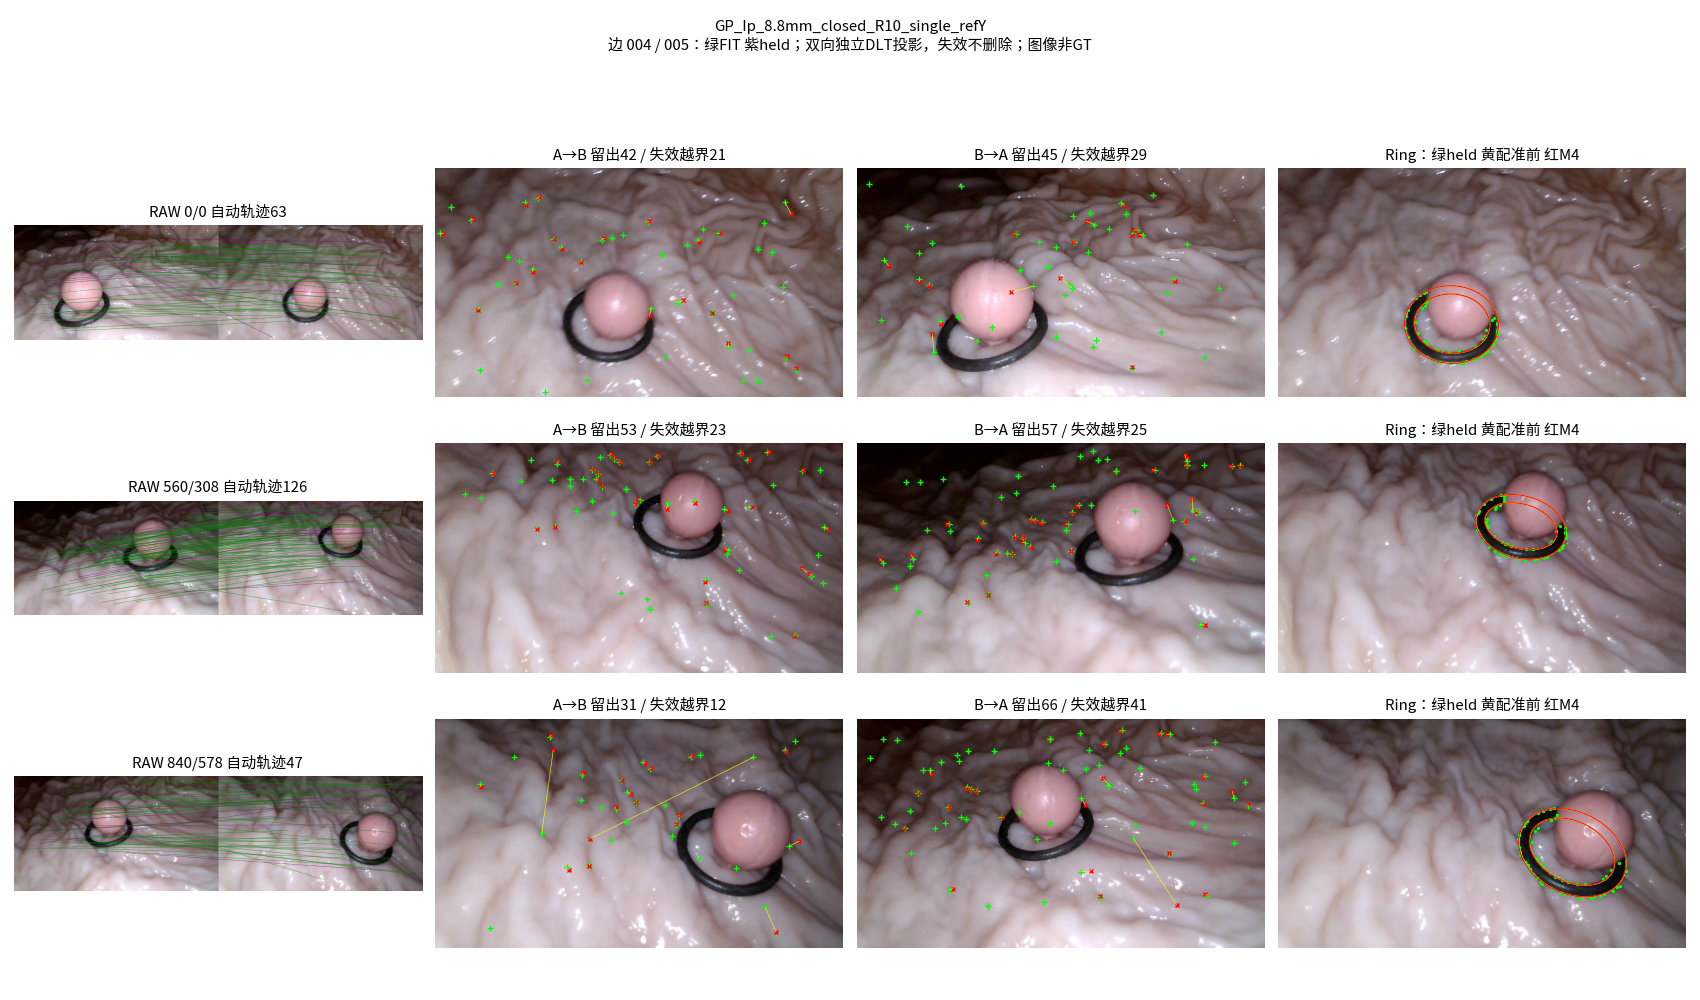 GP_Ip_8.8mm_closed_R10_single_refY
边 004 / 005：绿FIT 紫held；双向独立DLT投影，失效不删除；图像非GT
RAW 0/0 自动轨迹63
A→B 留出42 / 失效越界21
B→A 留出45 / 失效越界29
Ring：绿held 黄配准前 红M4
RAW 560/308 自动轨迹126
A→B 留出53 / 失效越界23
B→A 留出57 / 失效越界25
Ring：绿held 黄配准前 红M4
RAW 840/578 自动轨迹47
A→B 留出31 / 失效越界12
B→A 留出66 / 失效越界41
Ring：绿held 黄配准前 红M4